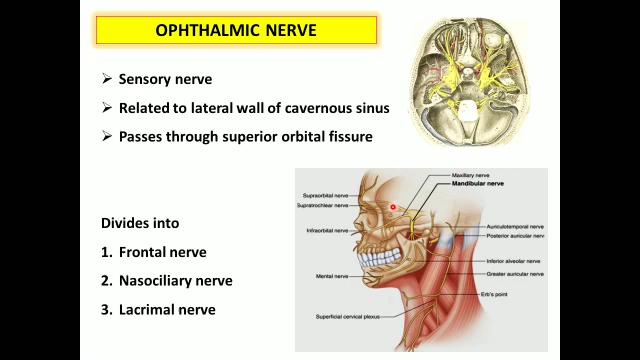 OPHTHALMIC NERVE
➢ Sensory nerve
➢ Related to lateral wall of cavernous sinus
➢ Passes through superior orbital fissure
Divides into
1. Frontal nerve
2. Nasociliary nerve
3. Lacrimal nerve
Maxillary nerve
Mandibular nerve
Supraorbital nerve
Supratrochlear nerve
Infraorbital nerve
Auriculotemporal nerve
Posterior auricular nerv
Inferior alveolar nerve
Mental nerve
Greater auricular nerve
Erb's point
Superficial cervical plexus